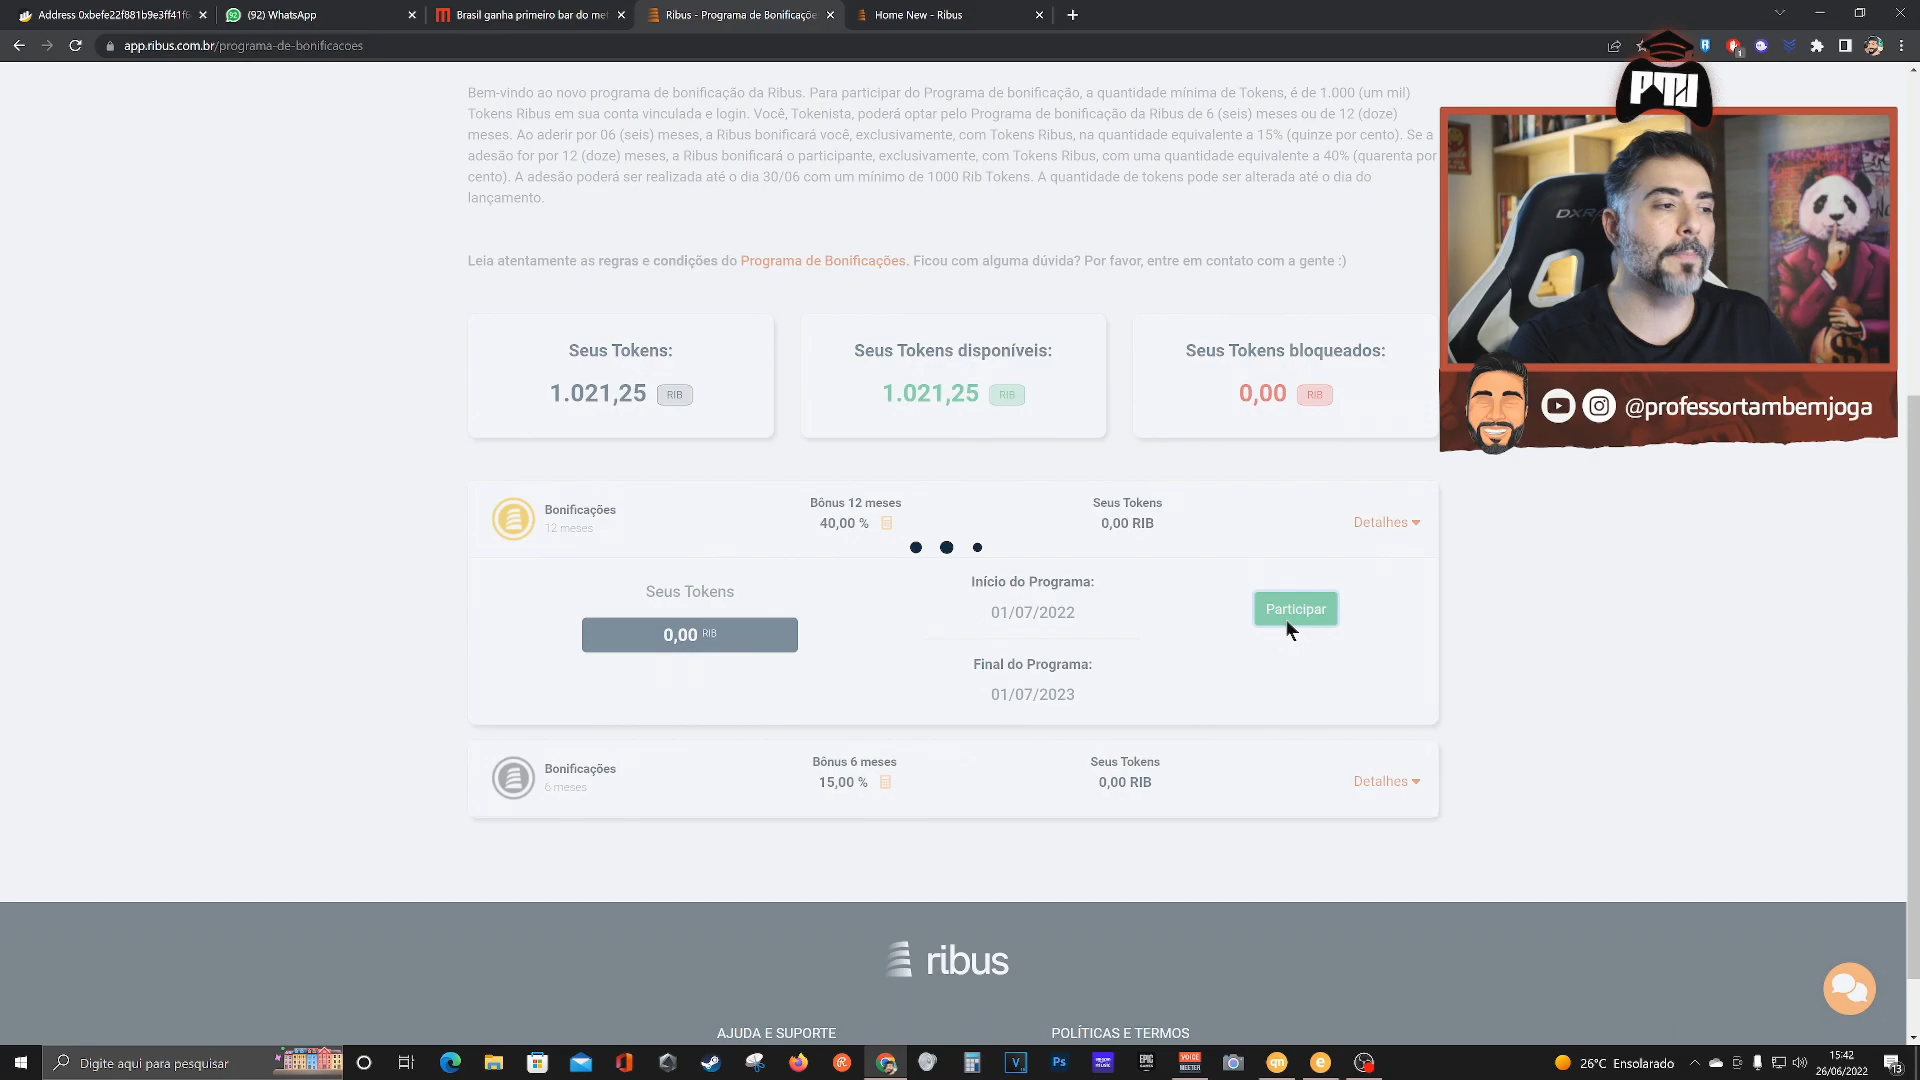 Address 0xbefe22f881b9e3ff41f6
(92) WhatsApp
Brasil ganha primeiro bar do met
Ribus - Programa de Bonificaçõe
Home New - Ribus
app.ribus.com.br/programa-de-bonificacoes
PTJ
Bem-vindo ao novo programa de bonificação da Ribus. Para participar do Programa de bonificação, a quantidade mínima de Tokens, é de 1.000 (um mil)
Tokens Ribus em sua conta vinculada e login. Você, Tokenista, poderá optar pelo Programa de bonificação da Ribus de 6 (seis) meses ou de 12 (doze)
meses. Ao aderir por 06 (seis) meses, a Ribus bonificará você, exclusivamente, com Tokens Ribus, na quantidade equivalente a 15% (quinze por cento). Se a
adesão for por 12 (doze) meses, a Ribus bonificará o participante, exclusivamente, com Tokens Ribus, com uma quantidade equivalente a 40% (quarenta por
cento). A adesão poderá ser realizada até o dia 30/06 com um mínimo de 1000 Rib Tokens. A quantidade de tokens pode ser alterada até o dia do
lançamento.
Leia atentamente as regras e condições do Programa de Bonificações. Ficou com alguma dúvida? Por favor, entre em contato com a gente :)
@professortambemjoga
Seus Tokens:
1.021,25 RIB
Seus Tokens disponíveis:
1.021,25 RIB
Seus Tokens bloqueados:
0,00 RIB
Bonificações
12 meses
Bônus 12 meses
40,00 %
Seus Tokens
0,00 RIB
Detalhes
Seus Tokens
0,00 RIB
Início do Programa:
01/07/2022
Final do Programa:
01/07/2023
Participar
Bonificações
6 meses
Bônus 6 meses
15,00 %
Seus Tokens
0,00 RIB
Detalhes
ribus
AJUDA E SUPORTE
POLÍTICAS E TERMOS
Digite aqui para pesquisar
26°C Ensolarado
15:42
26/06/2022
13